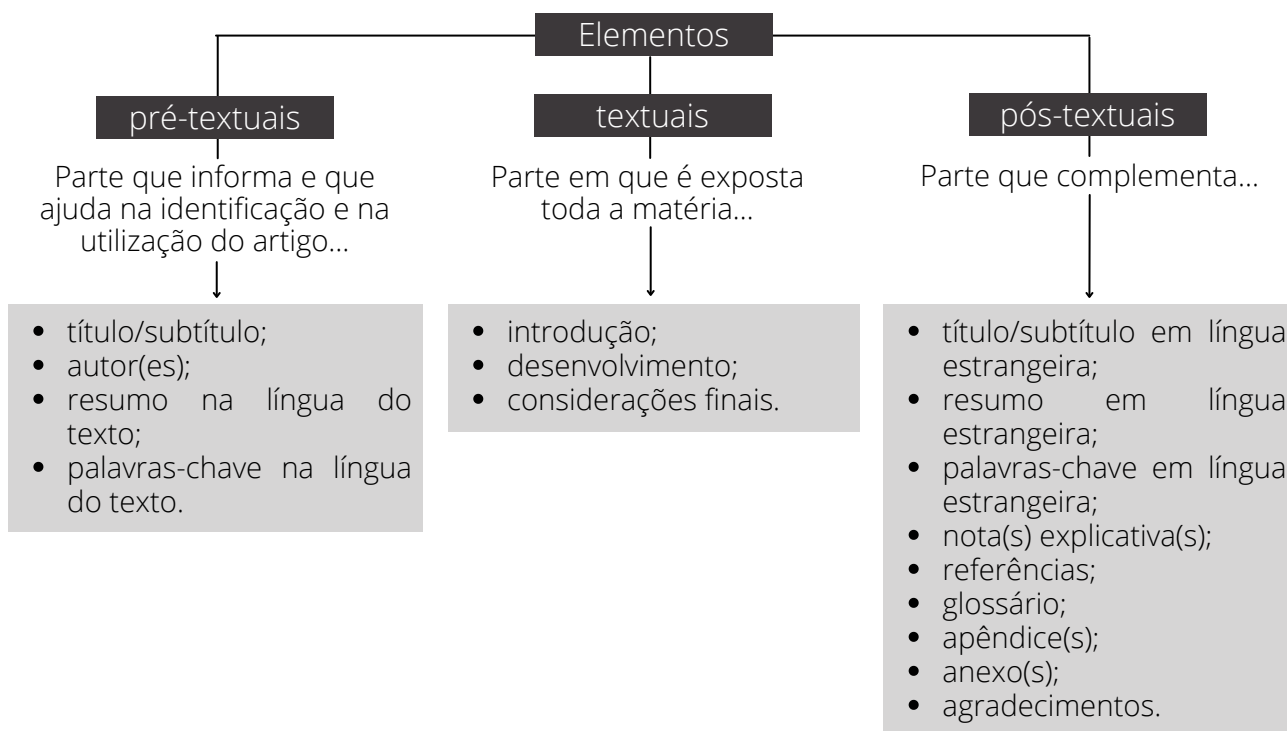 Elementos
pré-textuais
Parte que informa e que
ajuda na identificação e na
utilização do artigo...
• título/subtítulo;
• autor(es);
• resumo na língua do
texto;
• palavras-chave na língua
do texto.
textuais
Parte em que é exposta
toda a matéria...
• introdução;
• desenvolvimento;
• considerações finais.
pós-textuais
Parte que complementa...
• título/subtítulo em língua
estrangeira;
• resumo em língua
estrangeira;
• palavras-chave em língua
estrangeira;
• nota(s) explicativa(s);
• referências;
• glossário;
• apêndice(s);
• anexo(s);
• agradecimentos.